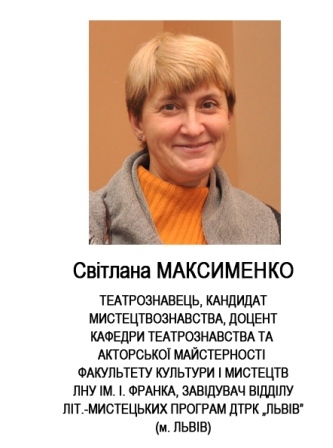 Світлана МАКСИМЕНКО
ТЕАТРОЗНАВЕЦЬ, КАНДИДАТ
МИСТЕЦТВОЗНАВСТВА, ДОЦЕНТ
КАФЕДРИ ТЕАТРОЗНАВСТВА ТА
АКТОРСЬКОЇ МАЙСТЕРНОСТІ
ФАКУЛЬТЕТУ КУЛЬТУРИ І МИСТЕЦТВ
ЛНУ ІМ. І. ФРАНКА, ЗАВІДУВАЧ ВІДДІЛУ
ЛІТ.-МИСТЕЦЬКИХ ПРОГРАМ ДТРК „ЛЬВІВ"
(м. ЛЬВІВ)